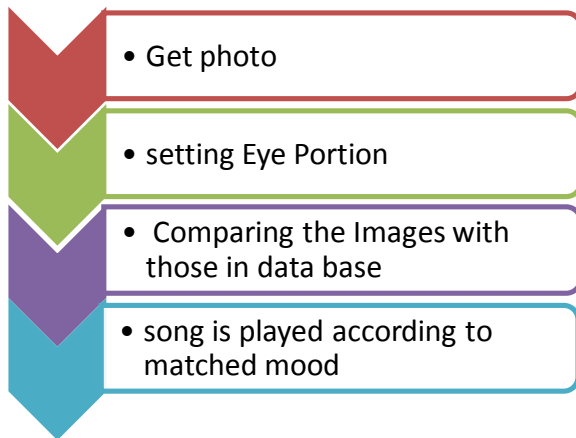 • Get photo
• setting Eye Portion
• Comparing the Images with
those in data base
• song is played according to
matched mood